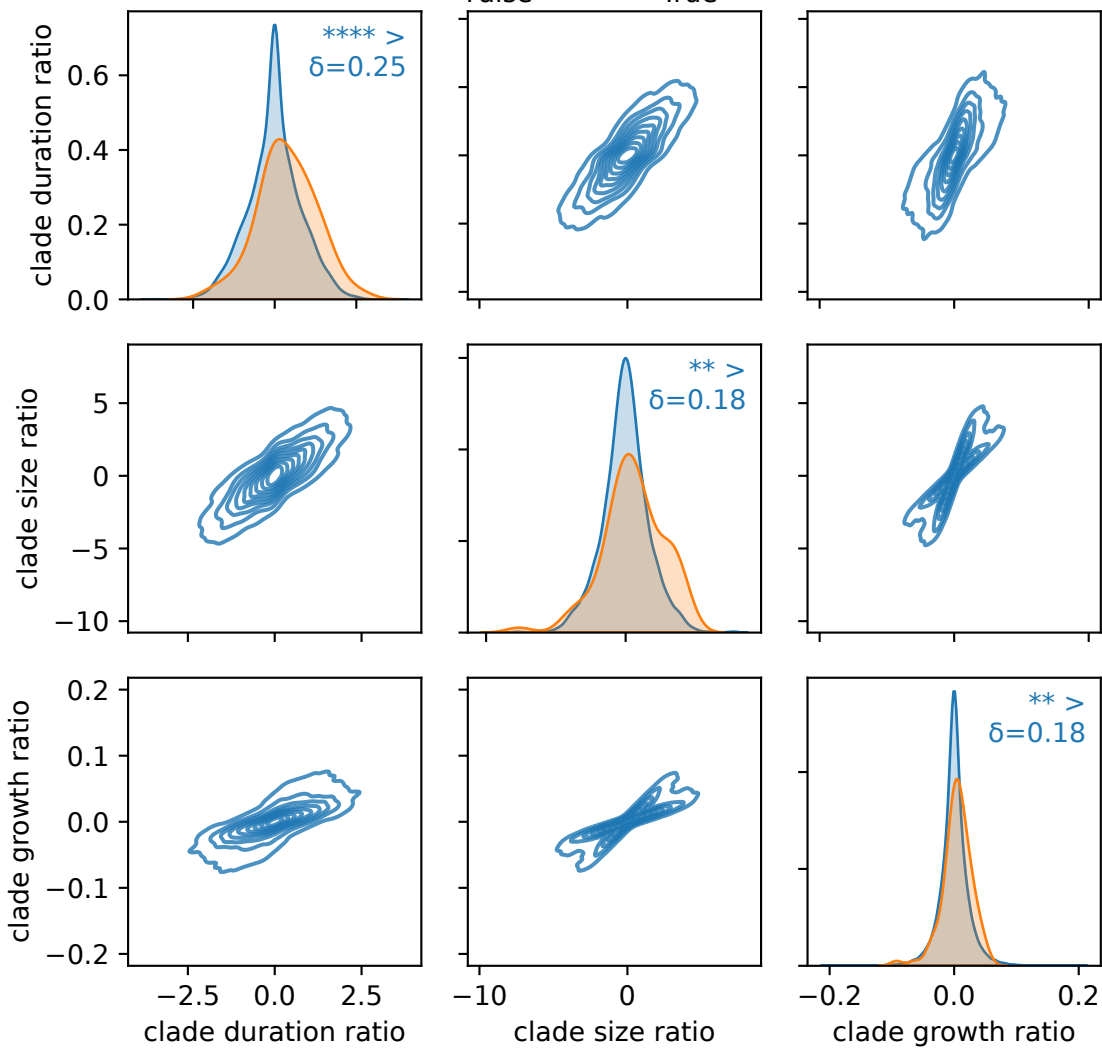 True
clade duration ratio
0.6
0.4
0.2
0.0
**** >
δ=0.25
clade size ratio
5
0
−5
−10
** >
δ=0.18
clade growth ratio
0.2
0.1
0.0
−0.1
−0.2
** >
δ=0.18
−2.5
0.0
2.5
−10
0
−0.2
0.0
0.2
clade duration ratio
clade size ratio
clade growth ratio